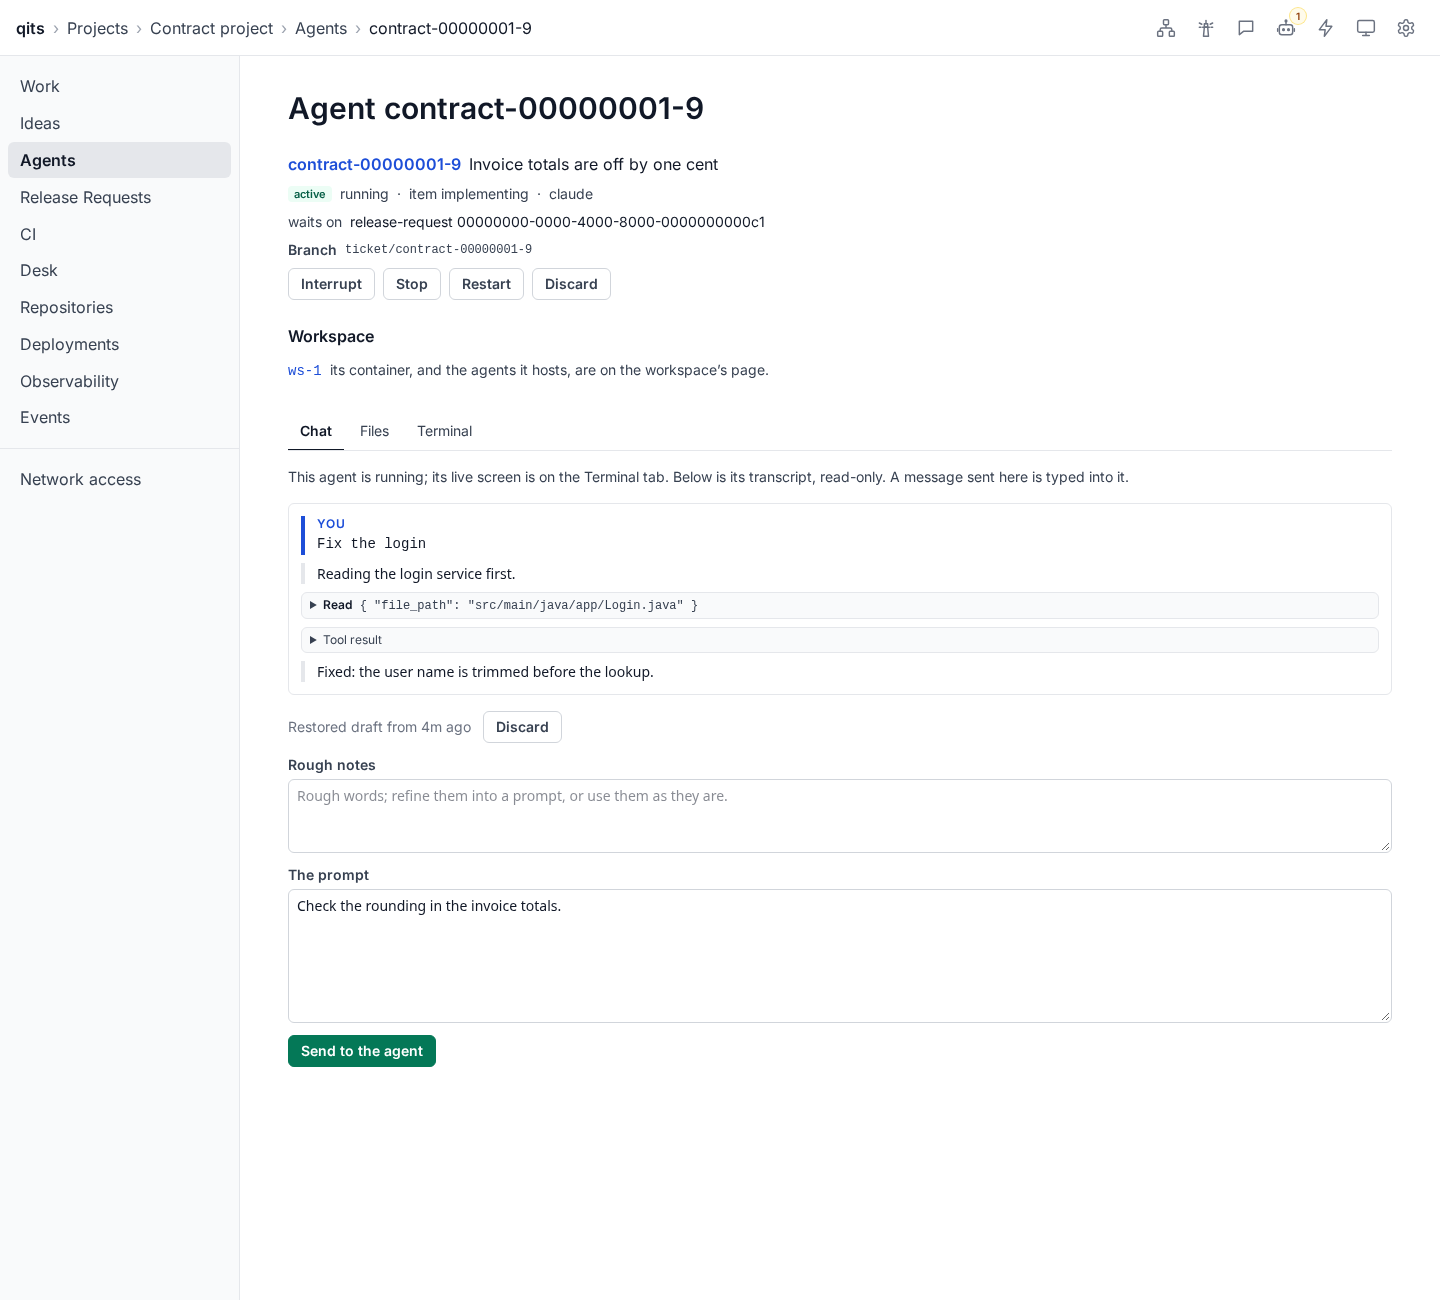 qits › Projects › Contract project › Agents › contract-00000001-9
1
Work
Ideas
Agents
Release Requests
CI
Desk
Repositories
Deployments
Observability
Events
Network access
Agent contract-00000001-9
contract-00000001-9 Invoice totals are off by one cent
active running · item implementing · claude
waits on release-request 00000000-0000-4000-8000-0000000000c1
Branch ticket/contract-00000001-9
Interrupt Stop Restart Discard
Workspace
ws-1 its container, and the agents it hosts, are on the workspace’s page.
Chat Files Terminal
This agent is running; its live screen is on the Terminal tab. Below is its transcript, read-only. A message sent here is typed into it.
YOU
Fix the login
Reading the login service first.
Read { "file_path": "src/main/java/app/Login.java" }
Tool result
Fixed: the user name is trimmed before the lookup.
Restored draft from 4m ago Discard
Rough notes
Rough words; refine them into a prompt, or use them as they are.
The prompt
Check the rounding in the invoice totals.
Send to the agent